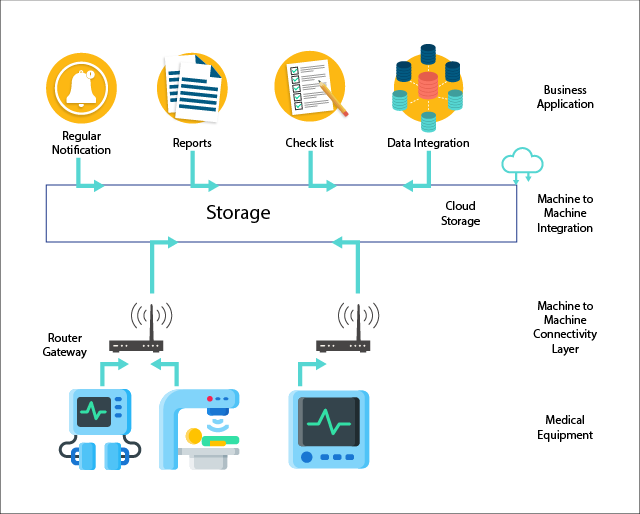 Regular
Notification
Reports
Check list
Data Integration
Business
Application
Storage
Cloud
Storage
Machine to
Machine
Integration
Router
Gateway
Machine to
Machine
Connectivity
Layer
Medical
Equipment